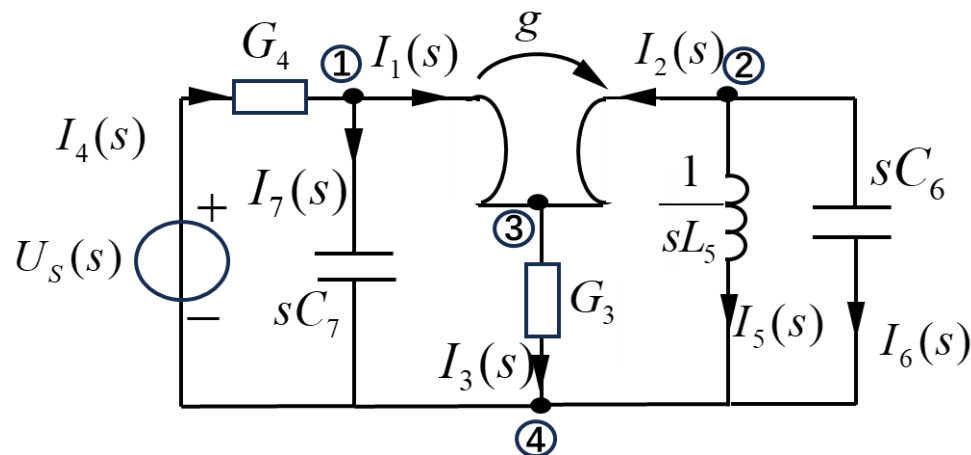 g
G₄ ① I₁(s) I₂(s) ②
I₄(s)
I₇(s) 1 sC₆
+ ③ sL₅
Uₛ(s) G₃
− sC₇ I₅(s)
I₃(s) I₆(s)
④